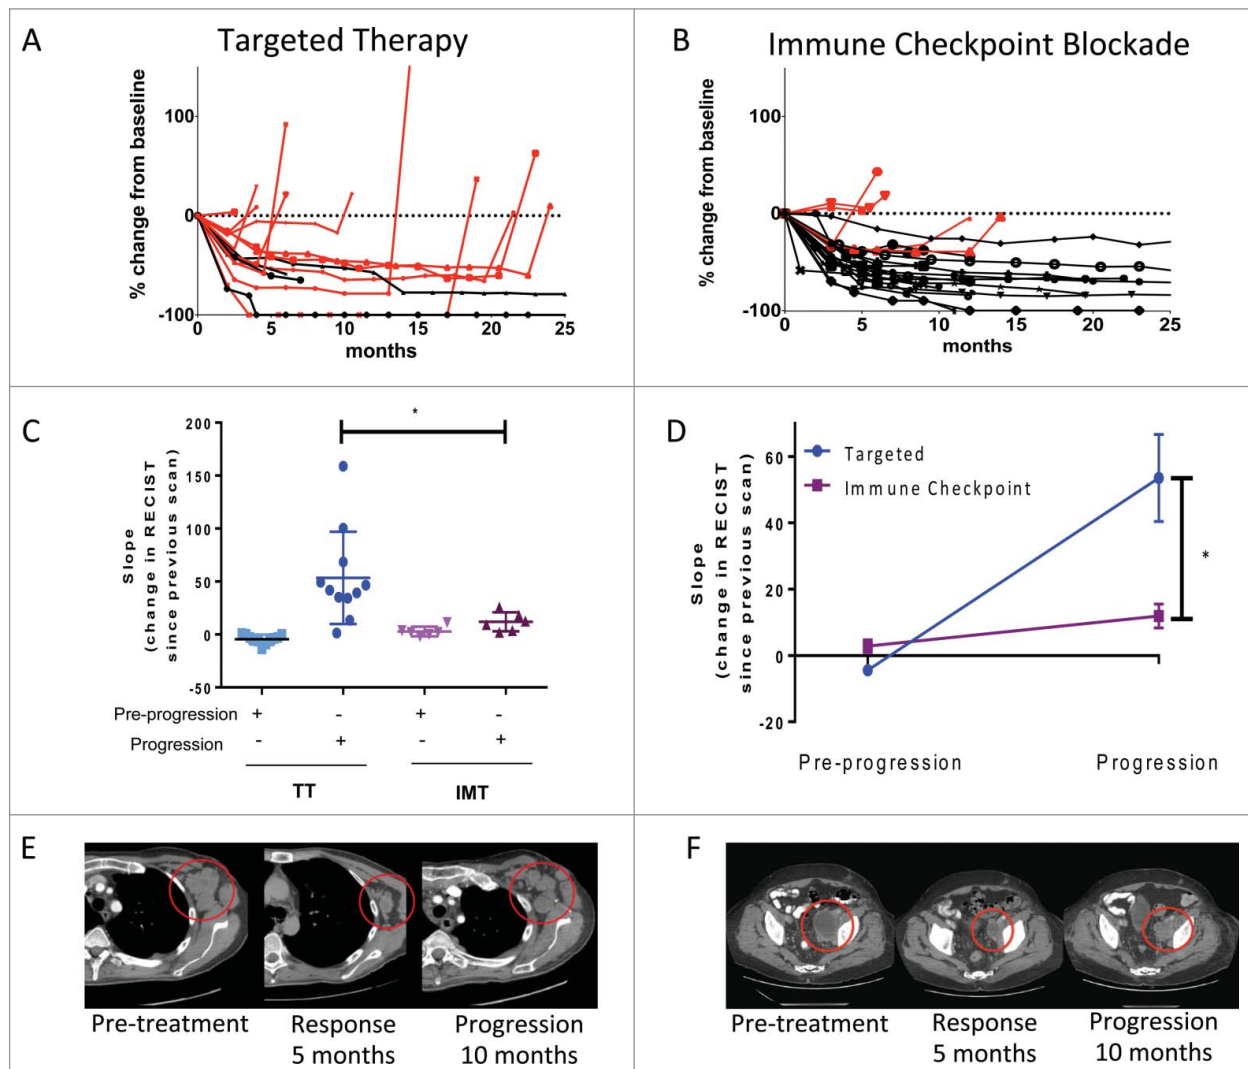 A
Targeted Therapy
% change from baseline
100
0
-100
0 5 10 15 20 25
months
B
Immune Checkpoint Blockade
% change from baseline
100
0
-100
0 5 10 15 20 25
months
C
Slope
(change in RECIST
since previous scan)
200
150
100
50
0
-50
*
Pre-progression + - + -
Progression - + - +
TT IMT
D
Slope
(change in RECIST
since previous scan)
60
40
20
0
-20
Targeted
Immune Checkpoint
*
Pre-progression Progression
E
Pre-treatment
Response
5 months
Progression
10 months
F
Pre-treatment
Response
5 months
Progression
10 months